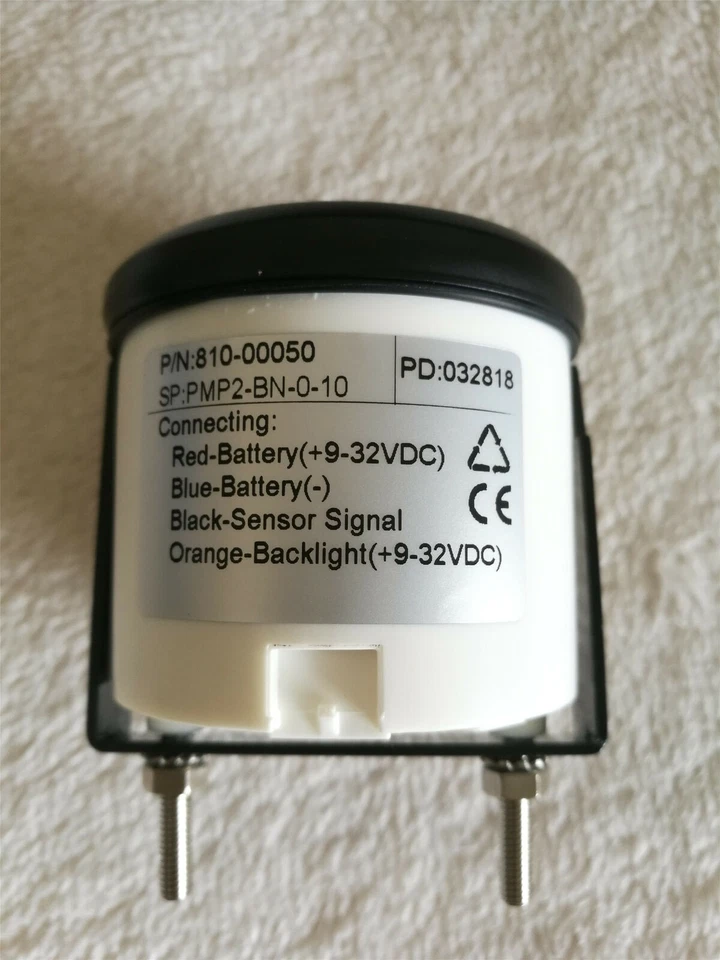 P/N:810-00050
SP:PMP2-BN-0-10
PD:032818
Connecting:
Red-Battery(+9-32VDC)
Blue-Battery(-)
Black-Sensor Signal
Orange-Backlight(+9-32VDC)
CE